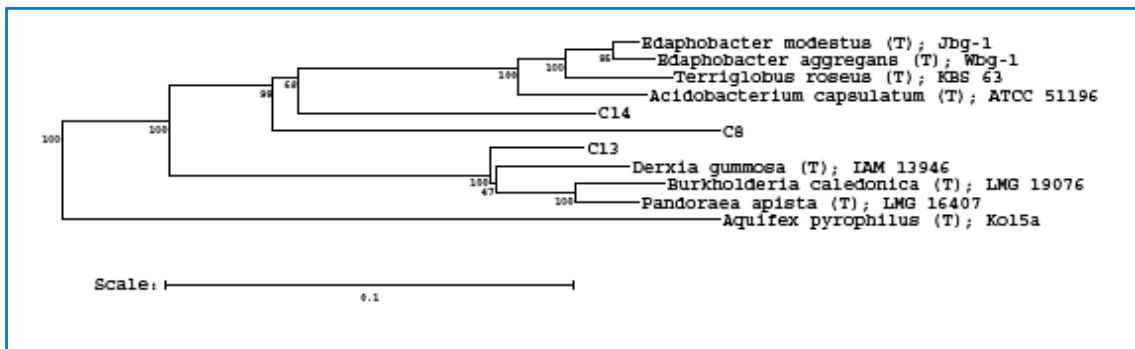 Edaphobacter modestus (T); Jbg-1
95
Edaphobacter aggregans (T); Wbg-1
100
Terriglobus roseus (T); KBS 63
100
68
Acidobacterium capsulatum (T); ATCC 51196
99
C14
100
C8
100
C13
Derxia gummosa (T); IAM 13946
100
Burkholderia caledonica (T); LMG 19076
47
100
Pandoraea apista (T); LMG 16407
Aquifex pyrophilus (T); Kol5a
Scale:
0.1